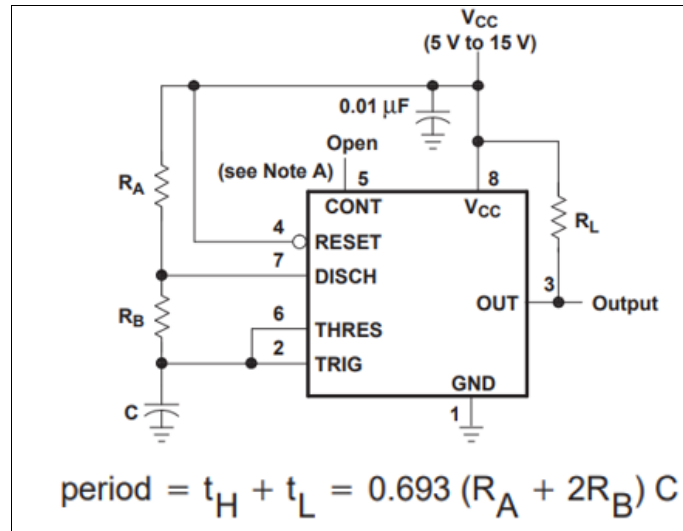 VCC
(5 V to 15 V)
0.01 μF
Open
(see Note A)
5
8
RA
CONT
VCC
RL
4
RESET
7
DISCH
3
OUT
Output
RB
6
THRES
2
TRIG
GND
C
1
period = tH + tL = 0.693 (RA + 2RB) C